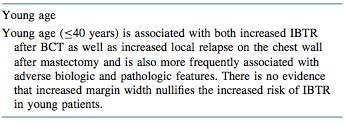 Young age
Young age (≤40 years) is associated with both increased IBTR
after BCT as well as increased local relapse on the chest wall
after mastectomy and is also more frequently associated with
adverse biologic and pathologic features. There is no evidence
that increased margin width nullifies the increased risk of IBTR
in young patients.